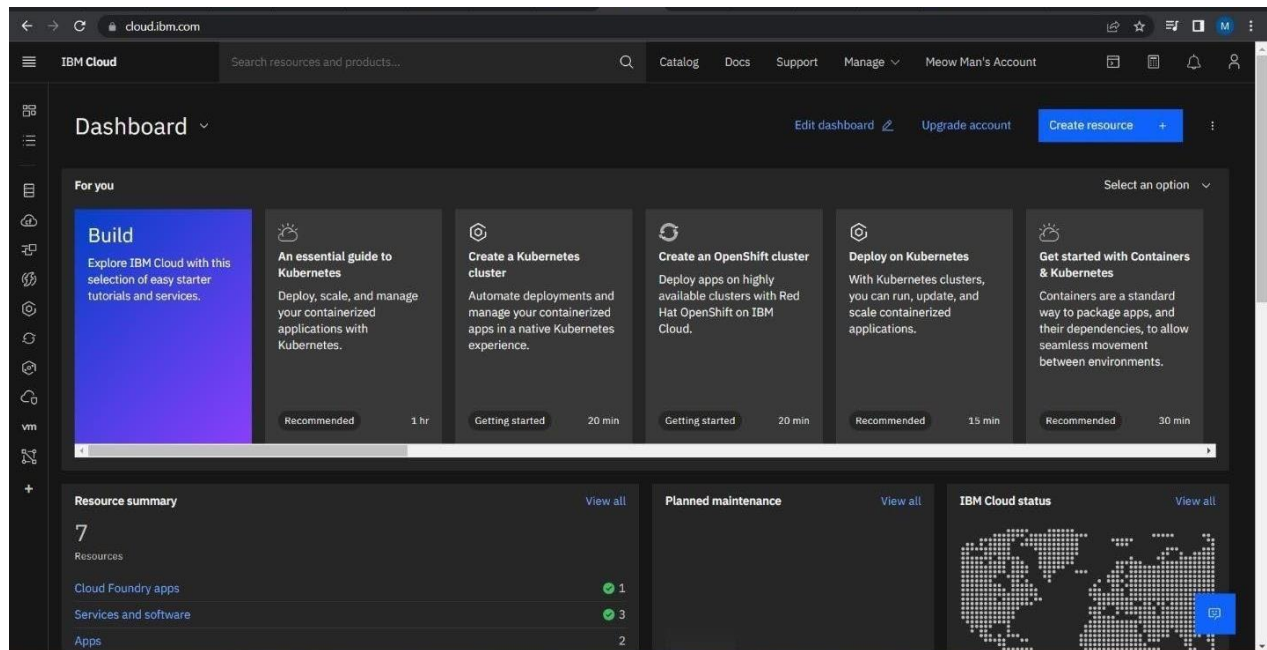 cloud.ibm.com
M
IBM Cloud
Search resources and products...
Catalog
Docs
Support
Manage
Meow Man's Account
Dashboard
Edit dashboard
Upgrade account
Create resource +
For you
Select an option
Build
Explore IBM Cloud with this
selection of easy starter
tutorials and services.
An essential guide to
Kubernetes
Deploy, scale, and manage
your containerized
applications with
Kubernetes.
Recommended
1 hr
Create a Kubernetes
cluster
Automate deployments and
manage your containerized
apps in a native Kubernetes
experience.
Getting started
20 min
Create an OpenShift cluster
Deploy apps on highly
available clusters with Red
Hat OpenShift on IBM
Cloud.
Getting started
20 min
Deploy on Kubernetes
With Kubernetes clusters,
you can run, update, and
scale containerized
applications.
Recommended
15 min
Get started with Containers
& Kubernetes
Containers are a standard
way to package apps, and
their dependencies, to allow
seamless movement
between environments.
Recommended
30 min
vm
+
Resource summary
View all
7
Resources
Cloud Foundry apps
1
Services and software
3
Apps
2
Planned maintenance
View all
IBM Cloud status
View all